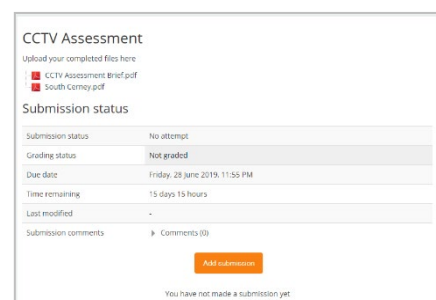 CCTV Assessment
Upload your completed files here
CCTV Assessment Brief.pdf
South Cerney.pdf
Submission status
Submission status No attempt
Grading status Not graded
Due date Friday, 28 June 2019, 11:55 PM
Time remaining 15 days 15 hours
Last modified -
Submission comments Comments (0)
Add submission
You have not made a submission yet